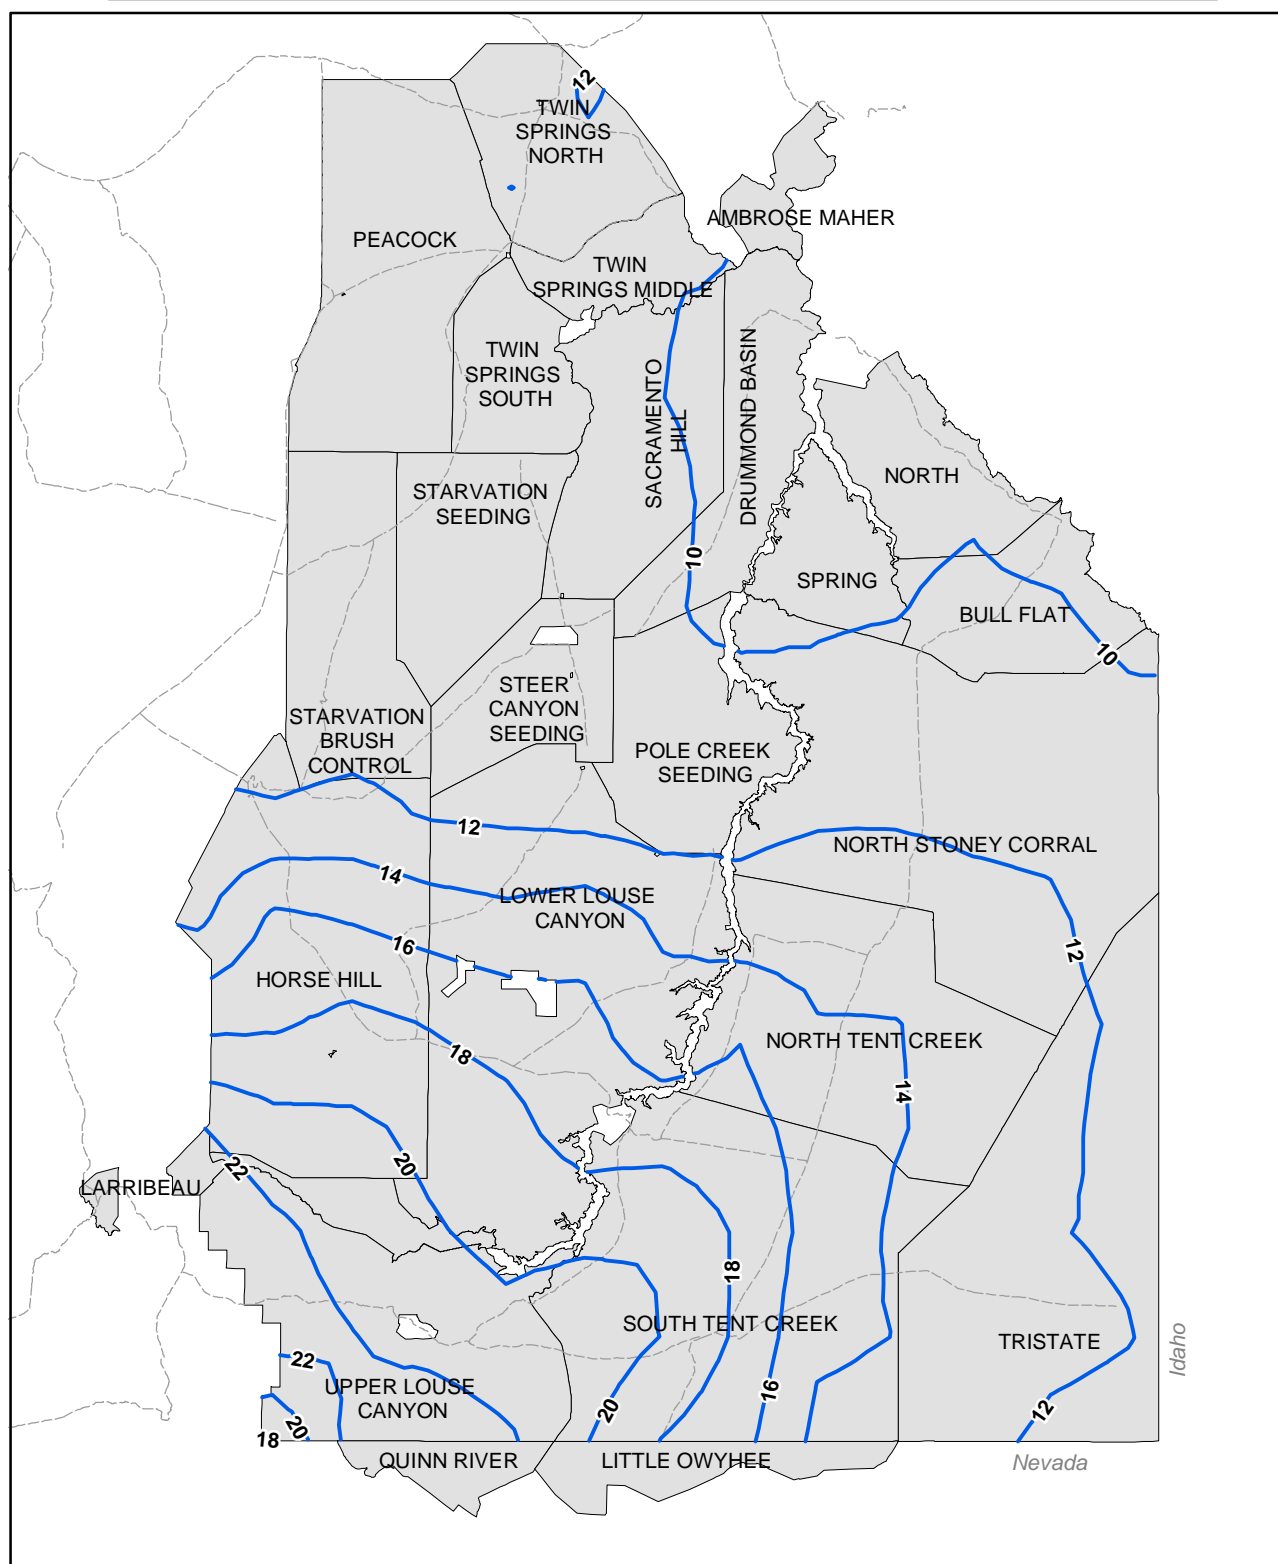 12
TWIN
SPRINGS
NORTH
AMBROSE MAHER
PEACOCK
TWIN
SPRINGS MIDDLE
TWIN
SPRINGS
SOUTH
SACRAMENTO
HILL
DRUMMOND BASIN
NORTH
STARVATION
SEEDING
10
SPRING
BULL FLAT
10
STEER
CANYON
SEEDING
STARVATION
BRUSH
CONTROL
POLE CREEK
SEEDING
12
NORTH STONEY CORRAL
14
LOWER LOUSE
CANYON
16
12
HORSE HILL
18
NORTH TENT CREEK
14
20
22
LARRIBEAU
18
SOUTH TENT CREEK
TRISTATE
Idaho
22
UPPER LOUSE
CANYON
16
20
12
20
18
QUINN RIVER
LITTLE OWYHEE
Nevada